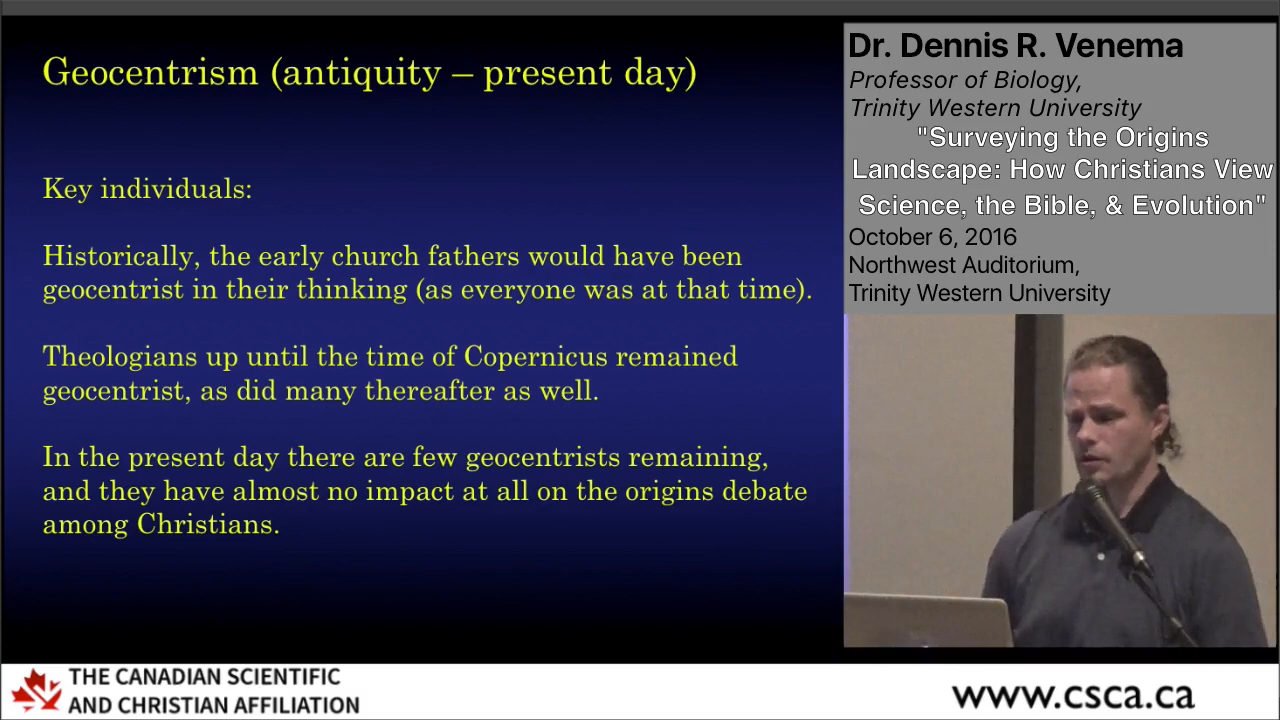 Geocentrism (antiquity – present day)
Key individuals:
Historically, the early church fathers would have been
geocentrist in their thinking (as everyone was at that time).
Theologians up until the time of Copernicus remained
geocentrist, as did many thereafter as well.
In the present day there are few geocentrists remaining,
and they have almost no impact at all on the origins debate
among Christians.
Dr. Dennis R. Venema
Professor of Biology,
Trinity Western University
"Surveying the Origins
Landscape: How Christians View
Science, the Bible, & Evolution"
October 6, 2016
Northwest Auditorium,
Trinity Western University
THE CANADIAN SCIENTIFIC
AND CHRISTIAN AFFILIATION
www.csca.ca